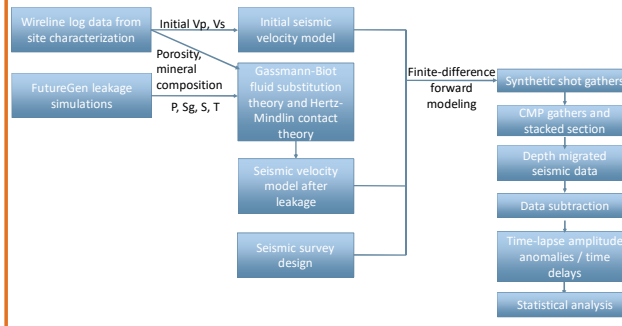 Wireline log data from
site characterization
Initial Vp, Vs
Initial seismic
velocity model
Porosity,
mineral
composition
FutureGen leakage
simulations
P, Sg, S, T
Gassmann-Biot
fluid substitution
theory and Hertz-
Mindlin contact
theory
Seismic velocity
model after
leakage
Seismic survey
design
Finite-difference
forward
modeling
Synthetic shot gathers
CMP gathers and
stacked section
Depth migrated
seismic data
Data subtraction
Time-lapse amplitude
anomalies / time
delays
Statistical analysis